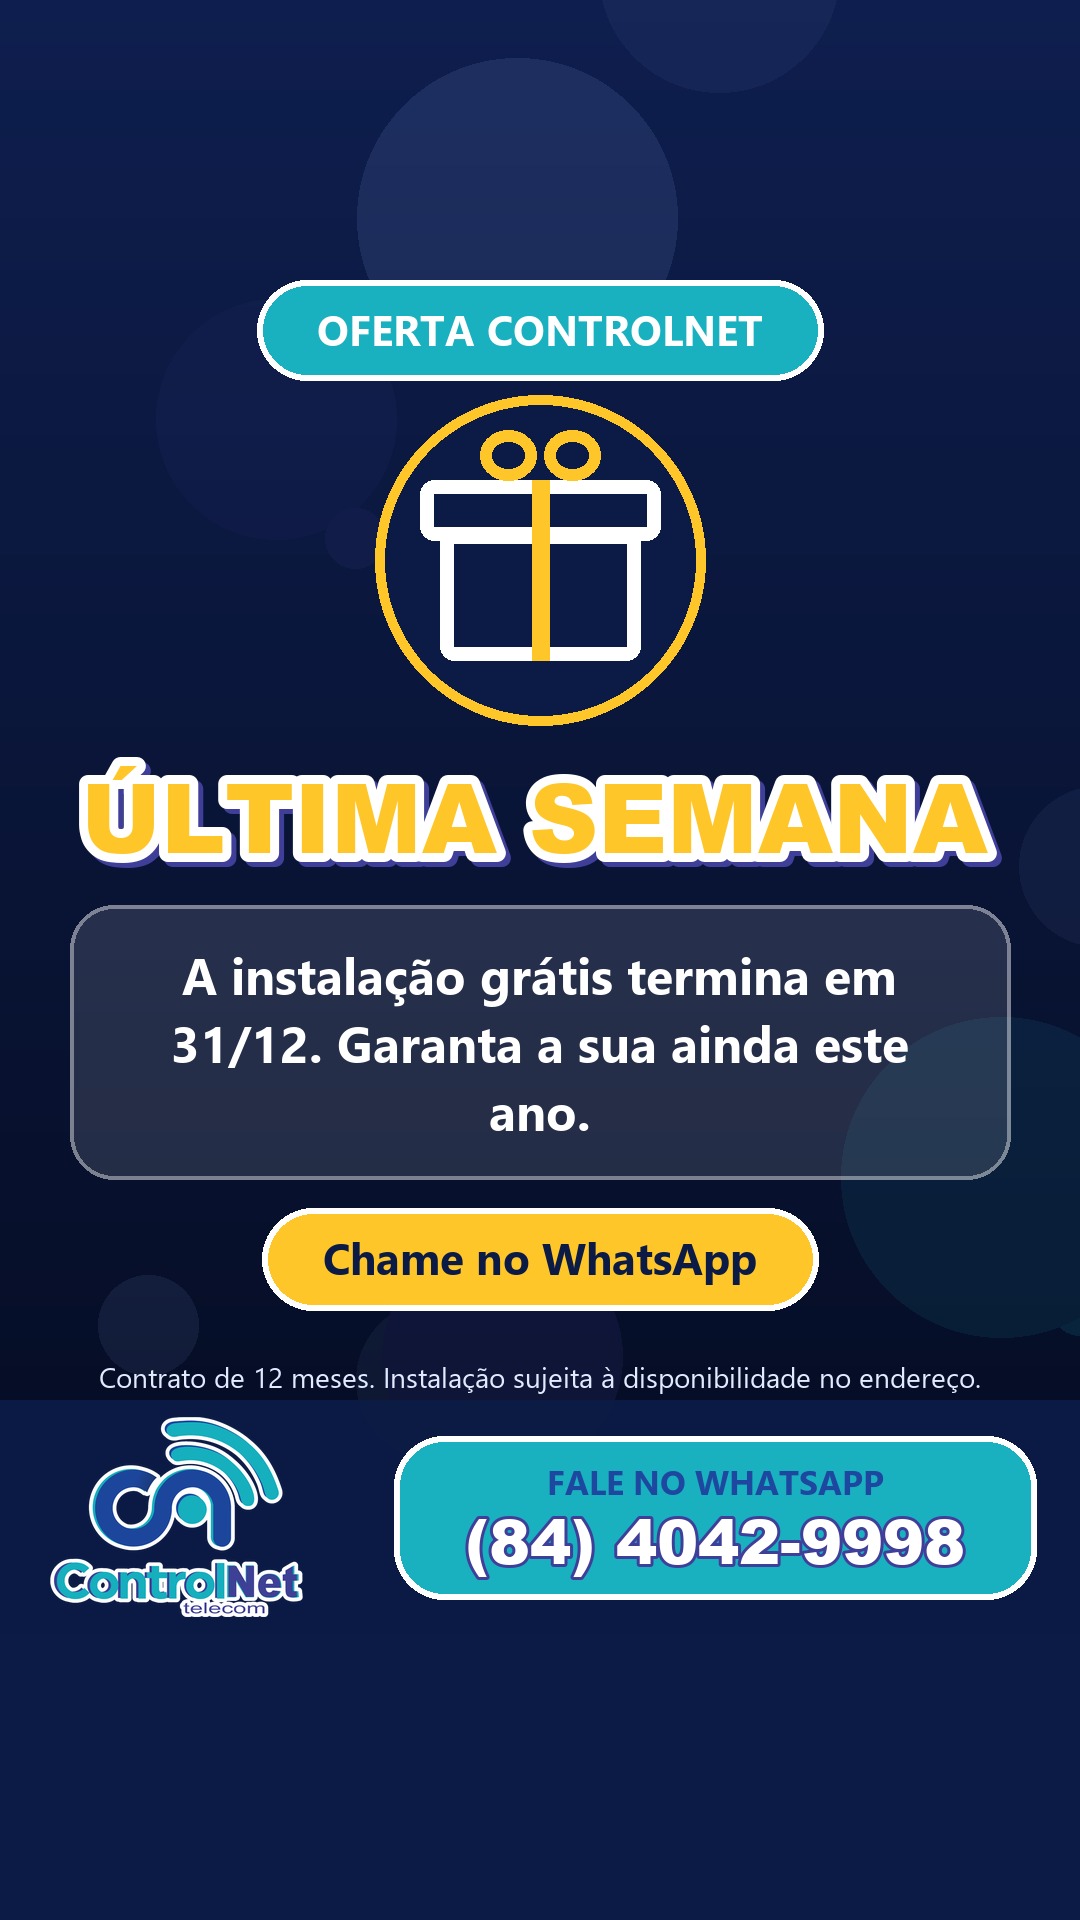 OFERTA CONTROLNET
ÚLTIMA SEMANA
A instalação grátis termina em
31/12. Garanta a sua ainda este
ano.
Chame no WhatsApp
Contrato de 12 meses. Instalação sujeita à disponibilidade no endereço.
FALE NO WHATSAPP
(84) 4042-9998
ControlNet
telecom